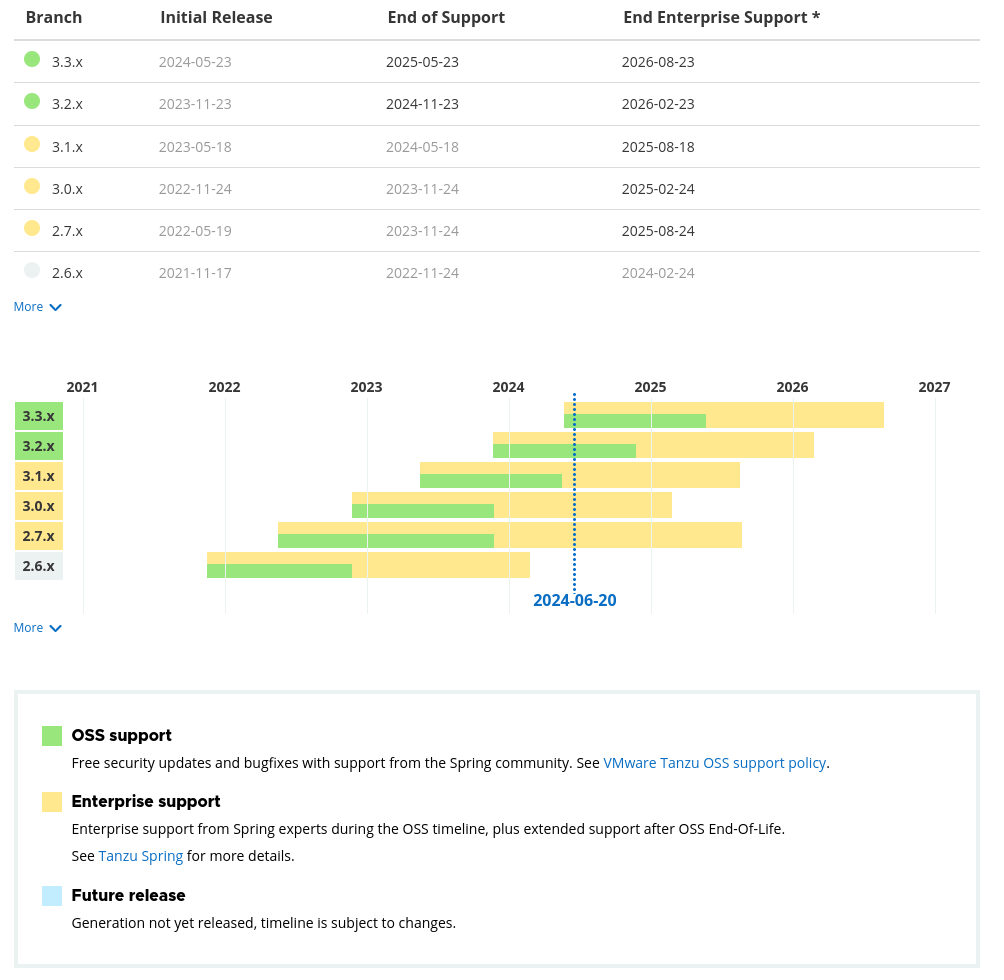 Branch Initial Release End of Support End Enterprise Support *
3.3.x 2024-05-23 2025-05-23 2026-08-23
3.2.x 2023-11-23 2024-11-23 2026-02-23
3.1.x 2023-05-18 2024-05-18 2025-08-18
3.0.x 2022-11-24 2023-11-24 2025-02-24
2.7.x 2022-05-19 2023-11-24 2025-08-24
2.6.x 2021-11-17 2022-11-24 2024-02-24
More
2021 2022 2023 2024 2025 2026 2027
3.3.x
3.2.x
3.1.x
3.0.x
2.7.x
2.6.x
2024-06-20
More
OSS support
Free security updates and bugfixes with support from the Spring community. See VMware Tanzu OSS support policy.
Enterprise support
Enterprise support from Spring experts during the OSS timeline, plus extended support after OSS End-Of-Life.
See Tanzu Spring for more details.
Future release
Generation not yet released, timeline is subject to changes.